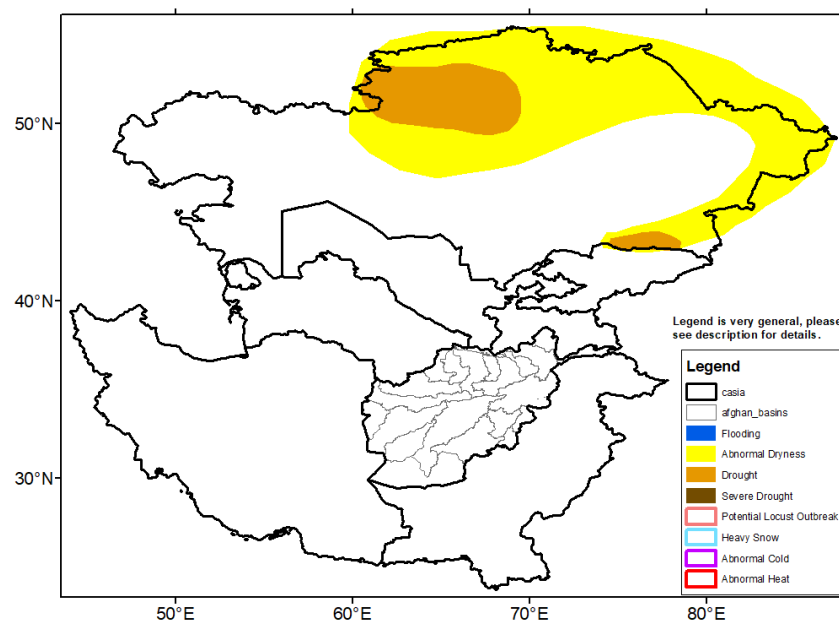 50°N
40°N
30°N
50°E
60°E
70°E
80°E
Legend is very general, please
see description for details.
Legend
casia
afghan_basins
Flooding
Abnormal Dryness
Drought
Severe Drought
Potential Locust Outbreak
Heavy Snow
Abnormal Cold
Abnormal Heat